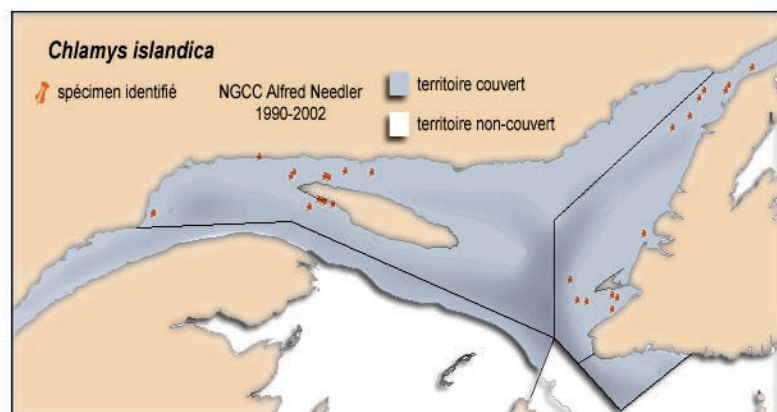 Chlamys islandica
spécimen identifié
NGCC Alfred Needler
1990-2002
territoire couvert
territoire non-couvert